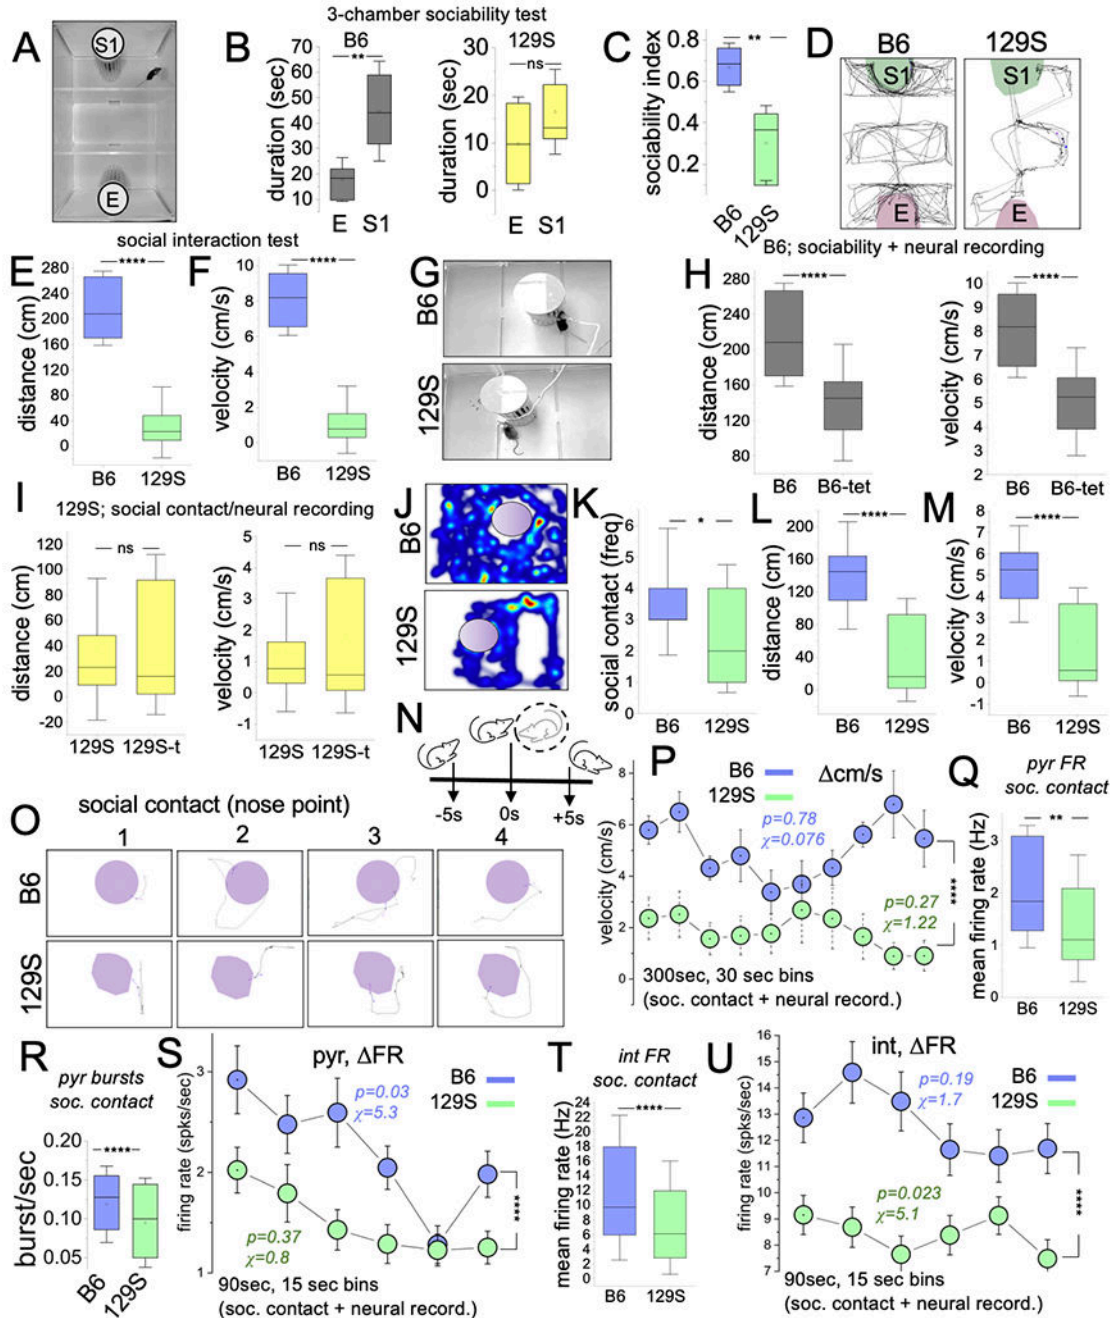 3-chamber sociability test
A
S1
E
B
B6
duration (sec)
70
60
50
40
30
20
10
**
E
S1
129S
duration (sec)
30
20
10
0
ns
E
S1
C
sociability index
0.8
0.6
0.4
0.2
**
B6
129S
D
B6
129S
S1
S1
E
E
social interaction test
E
distance (cm)
280
240
200
160
120
80
40
0
****
B6
129S
F
velocity (cm/s)
10
8
6
4
2
0
****
B6
129S
G
B6
129S
B6; sociability + neural recording
H
distance (cm)
280
240
200
160
120
80
****
B6
B6-tet
velocity (cm/s)
10
9
8
7
6
5
4
3
2
****
B6
B6-tet
I
129S; social contact/neural recording
distance (cm)
120
100
80
60
40
20
0
-20
ns
129S
129S-t
velocity (cm/s)
5
4
3
2
1
0
-1
ns
129S
129S-t
J
B6
129S
K
social contact (freq)
6
5
4
3
2
1
0
*
B6
129S
L
distance (cm)
200
160
120
80
40
0
****
B6
129S
M
velocity (cm/s)
8
7
6
5
4
3
2
1
0
-1
****
B6
129S
N
-5s
0s
+5s
O
social contact (nose point)
1
2
3
4
B6
129S
P
B6
129S
Δcm/s
velocity (cm/s)
8
6
4
2
0
p=0.78
χ=0.076
p=0.27
χ=1.22
****
300sec, 30 sec bins
(soc. contact + neural record.)
Q
pyr FR
soc. contact
mean firing rate (Hz)
3
2
1
0
**
B6
129S
R
pyr bursts
soc. contact
burst/sec
0.20
0.15
0.10
0.05
****
B6
129S
S
pyr, ΔFR
B6
129S
firing rate (spks/sec)
3
2
1
p=0.03
χ=5.3
p=0.37
χ=0.8
****
90sec, 15 sec bins
(soc. contact + neural record.)
T
int FR
soc. contact
mean firing rate (Hz)
24
22
20
18
16
14
12
10
8
6
4
2
0
****
B6
129S
U
int, ΔFR
B6
129S
firing rate (spks/sec)
16
15
14
13
12
11
10
9
8
7
p=0.19
χ=1.7
p=0.023
χ=5.1
****
90sec, 15 sec bins
(soc. contact + neural record.)